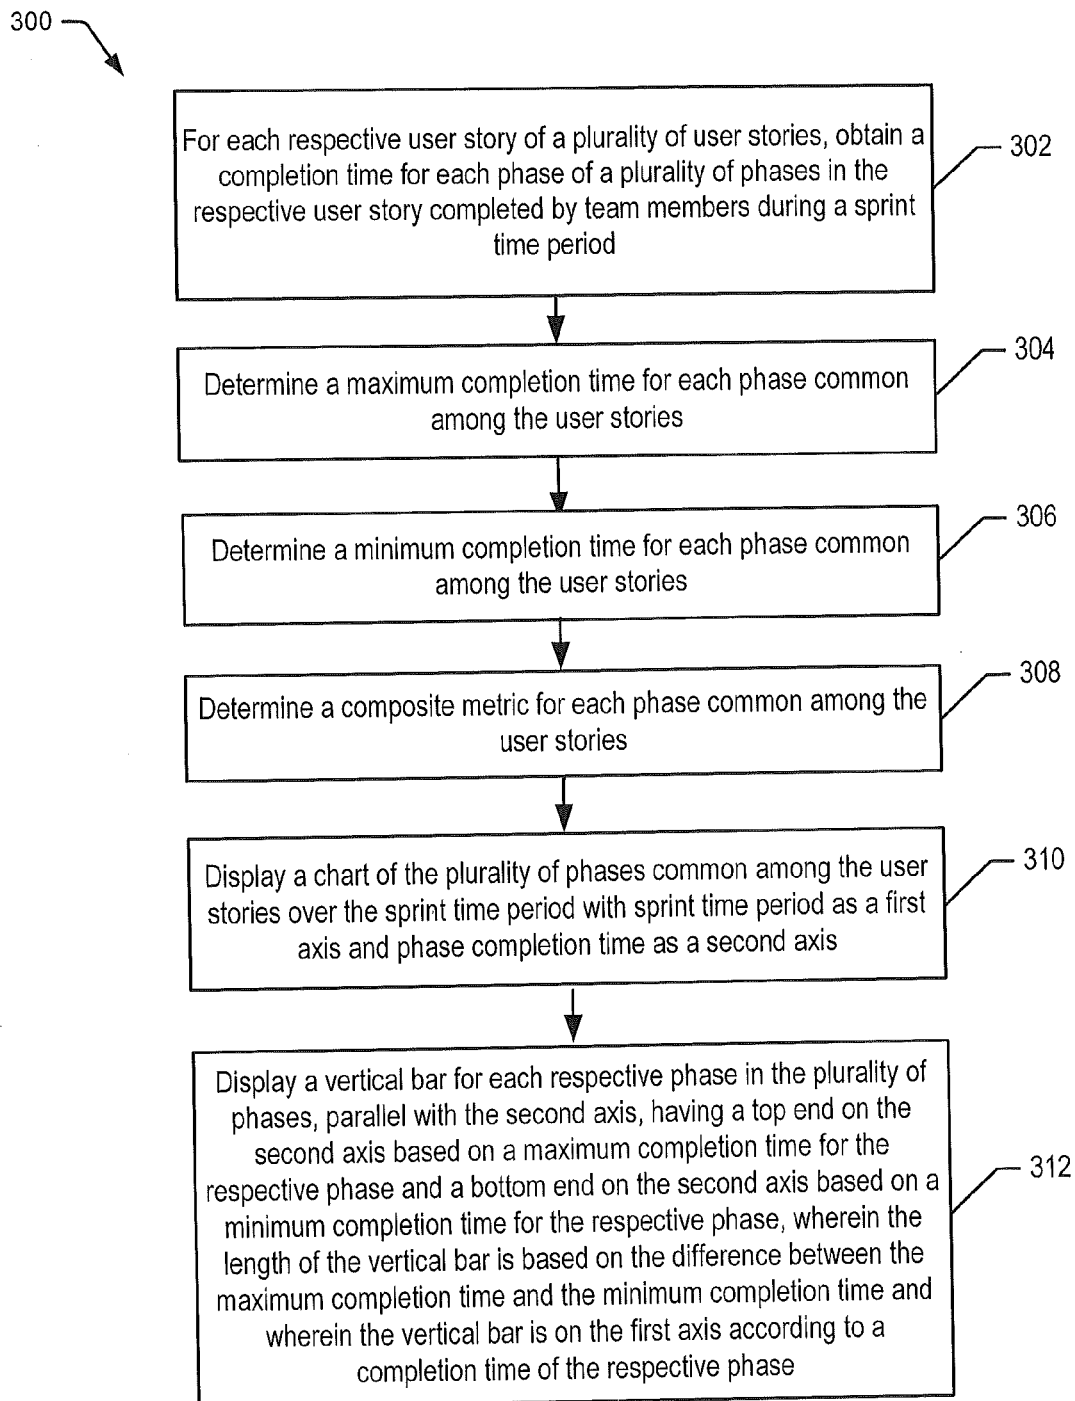 300
For each respective user story of a plurality of user stories, obtain a
completion time for each phase of a plurality of phases in the
respective user story completed by team members during a sprint
time period
302
Determine a maximum completion time for each phase common
among the user stories
304
Determine a minimum completion time for each phase common
among the user stories
306
Determine a composite metric for each phase common among the
user stories
308
Display a chart of the plurality of phases common among the user
stories over the sprint time period with sprint time period as a first
axis and phase completion time as a second axis
310
Display a vertical bar for each respective phase in the plurality of
phases, parallel with the second axis, having a top end on the
second axis based on a maximum completion time for the
respective phase and a bottom end on the second axis based on a
minimum completion time for the respective phase, wherein the
length of the vertical bar is based on the difference between the
maximum completion time and the minimum completion time and
wherein the vertical bar is on the first axis according to a
completion time of the respective phase
312